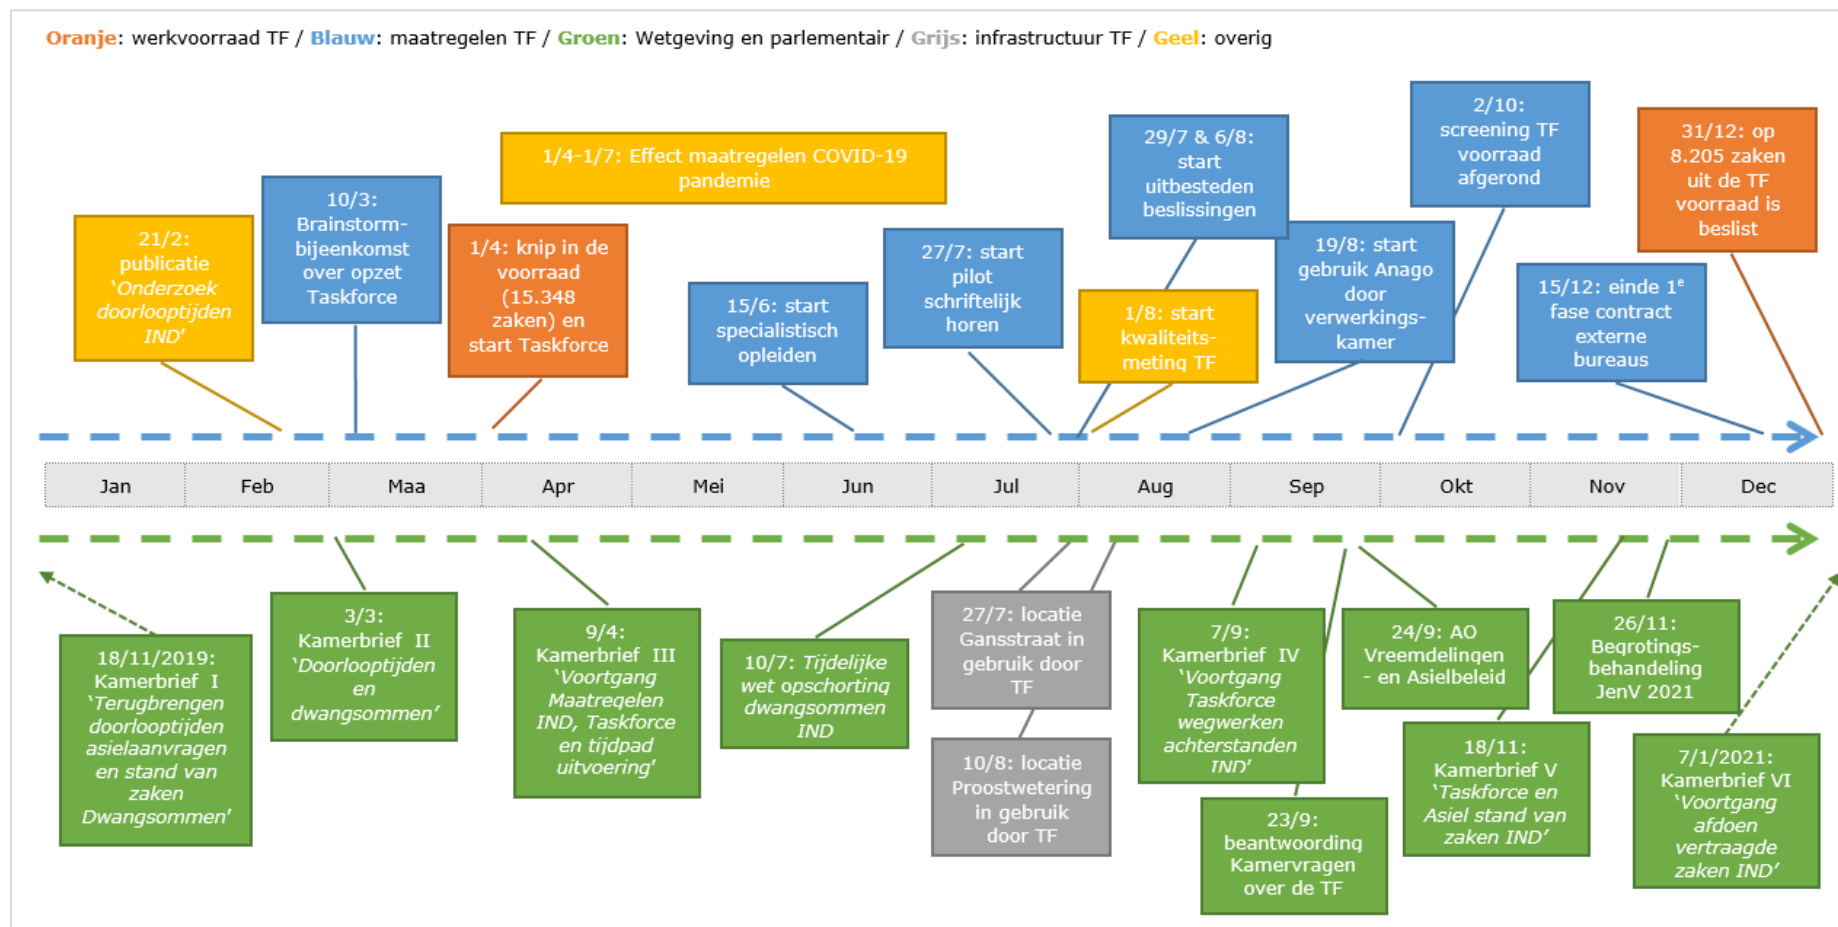 Oranje: werkvoorraad TF / Blauw: maatregelen TF / Groen: Wetgeving en parlementair / Grijs: infrastructuur TF / Geel: overig
21/2:
publicatie
‘Onderzoek
doorlooptijden
IND’
10/3:
Brainstorm-
bijeenkomst
over opzet
Taskforce
1/4-1/7: Effect maatregelen COVID-19
pandemie
1/4: knip in de
voorraad
(15.348
zaken) en
start Taskforce
15/6: start
specialistisch
opleiden
27/7: start
pilot
schriftelijk
horen
29/7 & 6/8:
start
uitbesteden
beslissingen
1/8: start
kwaliteits-
meting TF
19/8: start
gebruik Anago
door
verwerkings-
kamer
2/10:
screening TF
voorraad
afgerond
15/12: einde 1e
fase contract
externe
bureaus
31/12: op
8.205 zaken
uit de TF
voorraad is
beslist
Jan
Feb
Maa
Apr
Mei
Jun
Jul
Aug
Sep
Okt
Nov
Dec
18/11/2019:
Kamerbrief I
‘Terugbrengen
doorlooptijden
asielaanvragen
en stand van
zaken
Dwangsommen’
3/3:
Kamerbrief II
‘Doorlooptijden
en
dwangsommen’
9/4:
Kamerbrief III
‘Voortgang
Maatregelen
IND, Taskforce
en tijdpad
uitvoering’
10/7: Tijdelijke
wet opschorting
dwangsommen
IND
27/7: locatie
Gansstraat in
gebruik door
TF
10/8: locatie
Proostwetering
in gebruik
door TF
7/9:
Kamerbrief IV
‘Voortgang
Taskforce
wegwerken
achterstanden
IND’
23/9:
beantwoording
Kamervragen
over de TF
24/9: AO
Vreemdelingen
- en Asielbeleid
18/11:
Kamerbrief V
‘Taskforce en
Asiel stand van
zaken IND’
26/11:
Begrotings-
behandeling
JenV 2021
7/1/2021:
Kamerbrief VI
‘Voortgang
afdoen
vertraagde
zaken IND’